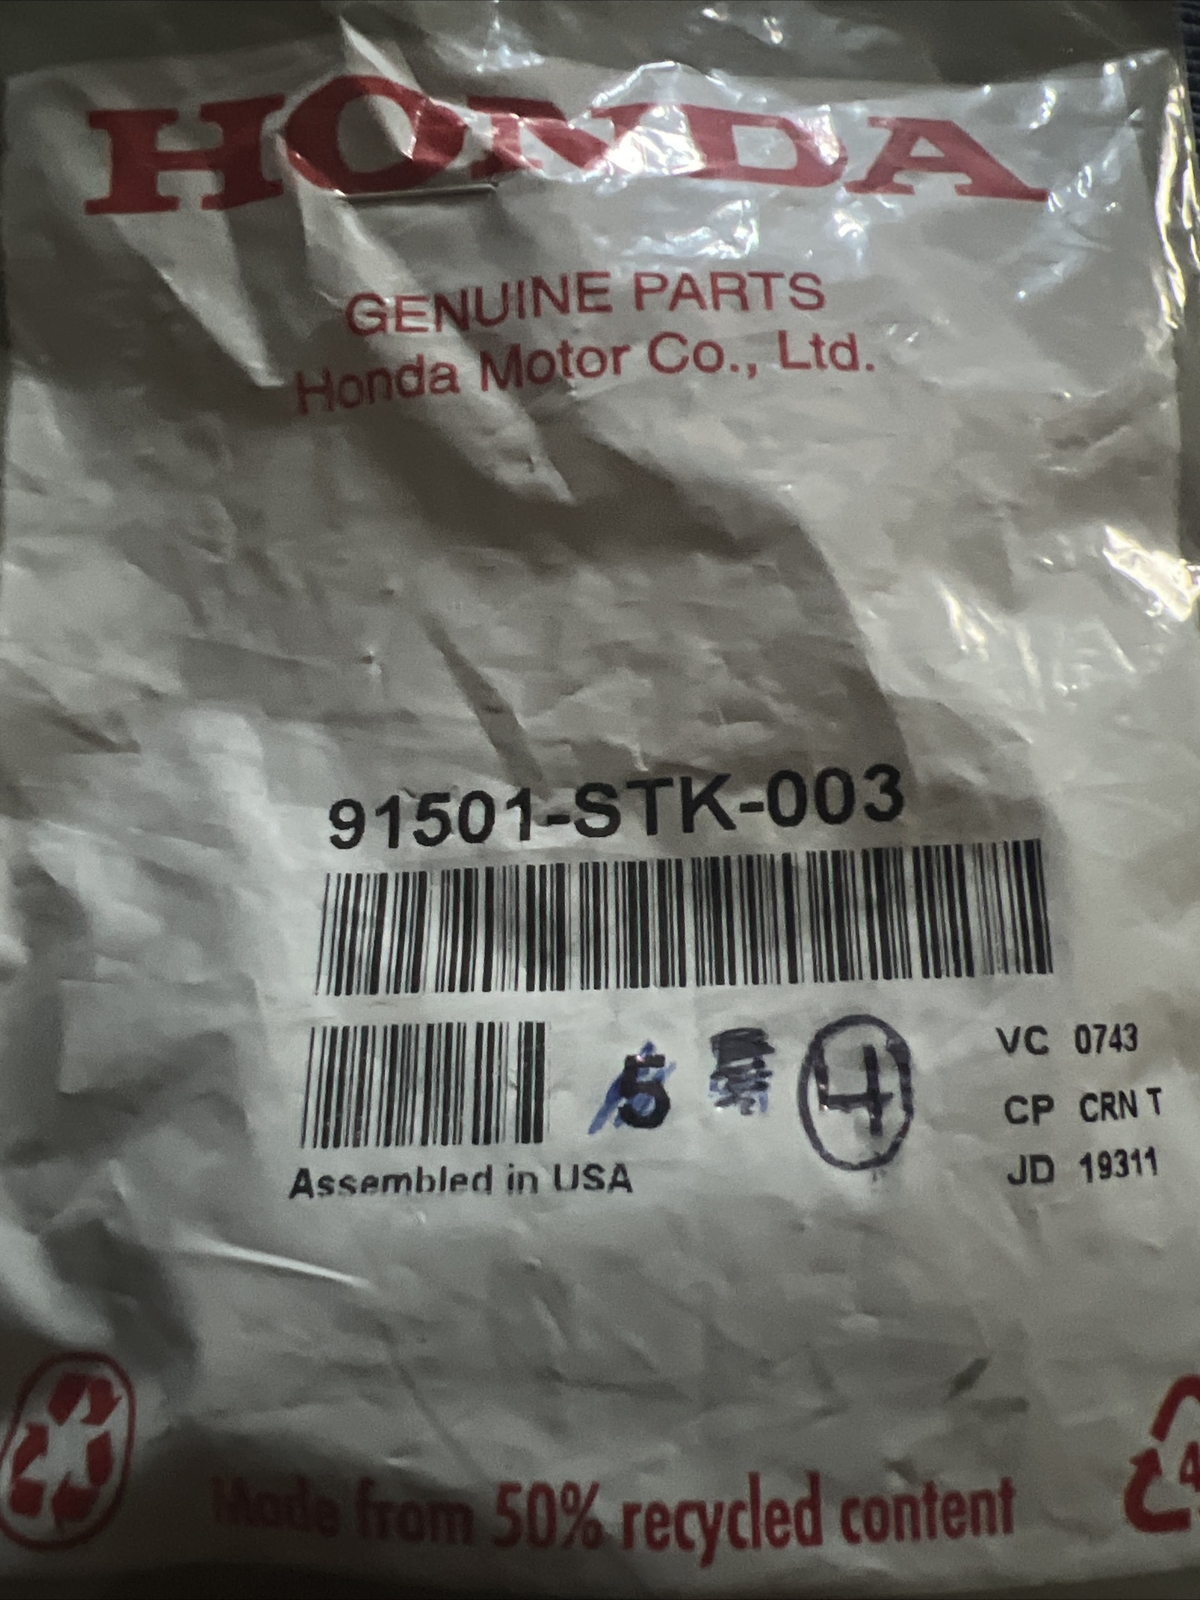 HONDA
GENUINE PARTS
Honda Motor Co., Ltd.
91501-STK-003
5 4
VC 0743
CP CRN T
JD 19311
Assembled in USA
Made from 50% recycled content
4